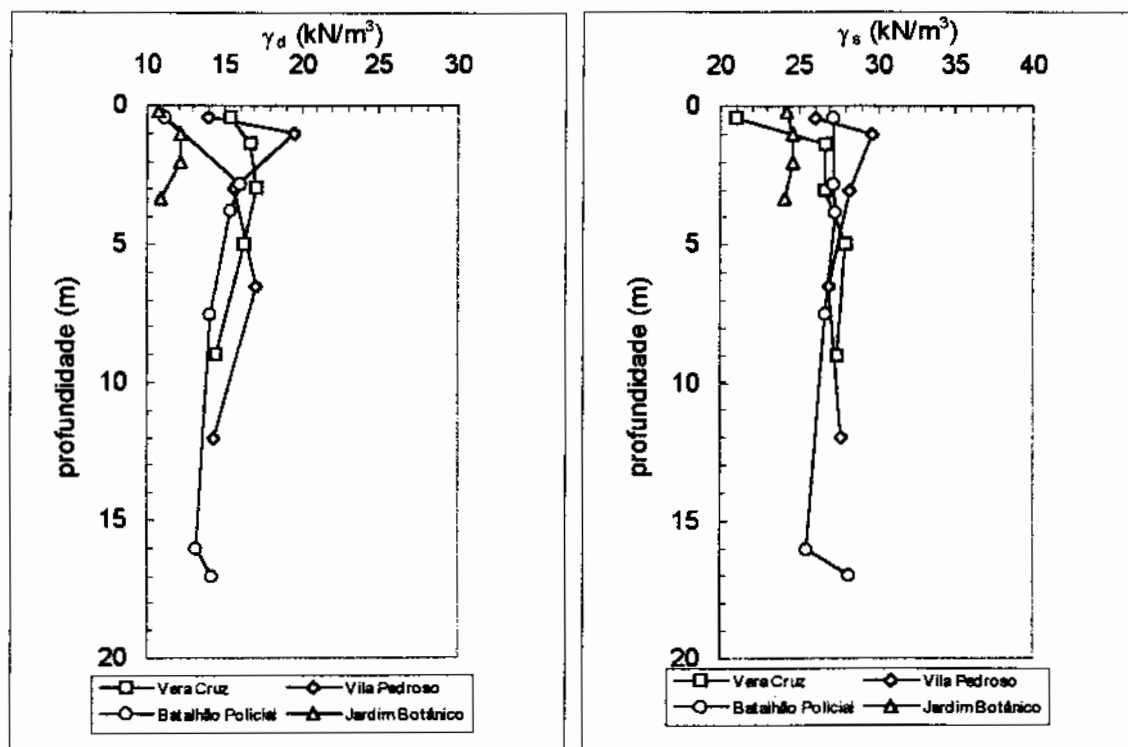 γd (kN/m³)
10 15 20 30
0
5
10
15
20
profundidade (m)
Vera Cruz
Vila Pedroso
Batalhão Policial
Jardim Botânico
γs (kN/m³)
20 25 30 40
0
5
10
15
20
profundidade (m)
Vera Cruz
Vila Pedroso
Batalhão Policial
Jardim Botânico